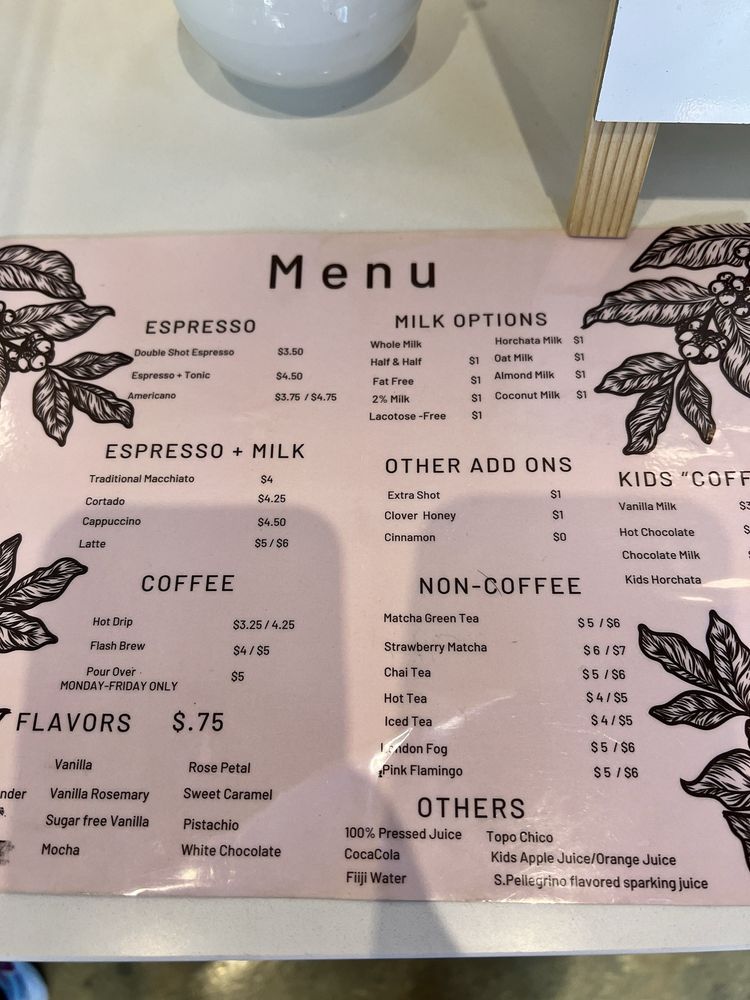 Menu
ESPRESSO
Double Shot Espresso $3.50
Espresso + Tonic $4.50
Americano $3.75 / $4.75
MILK OPTIONS
Whole Milk
Half & Half $1
Fat Free $1
2% Milk $1
Lacotose -Free $1
Horchata Milk $1
Oat Milk $1
Almond Milk $1
Coconut Milk $1
ESPRESSO + MILK
Traditional Macchiato $4
Cortado $4.25
Cappuccino $4.50
Latte $5 / $6
OTHER ADD ONS
Extra Shot $1
Clover Honey $1
Cinnamon $0
KIDS "COFF
Vanilla Milk $3
Hot Chocolate $
Chocolate Milk
Kids Horchata
COFFEE
Hot Drip $3.25 / 4.25
Flash Brew $4 / $5
Pour Over $5
MONDAY-FRIDAY ONLY
NON-COFFEE
Matcha Green Tea $5 / $6
Strawberry Matcha $6 / $7
Chai Tea $5 / $6
Hot Tea $4 / $5
Iced Tea $4 / $5
London Fog $5 / $6
Pink Flamingo $5 / $6
FLAVORS $.75
Vanilla Rose Petal
nder Vanilla Rosemary Sweet Caramel
Sugar free Vanilla Pistachio
Mocha White Chocolate
OTHERS
100% Pressed Juice Topo Chico
CocaCola Kids Apple Juice/Orange Juice
Fiiji Water S.Pellegrino flavored sparking juice